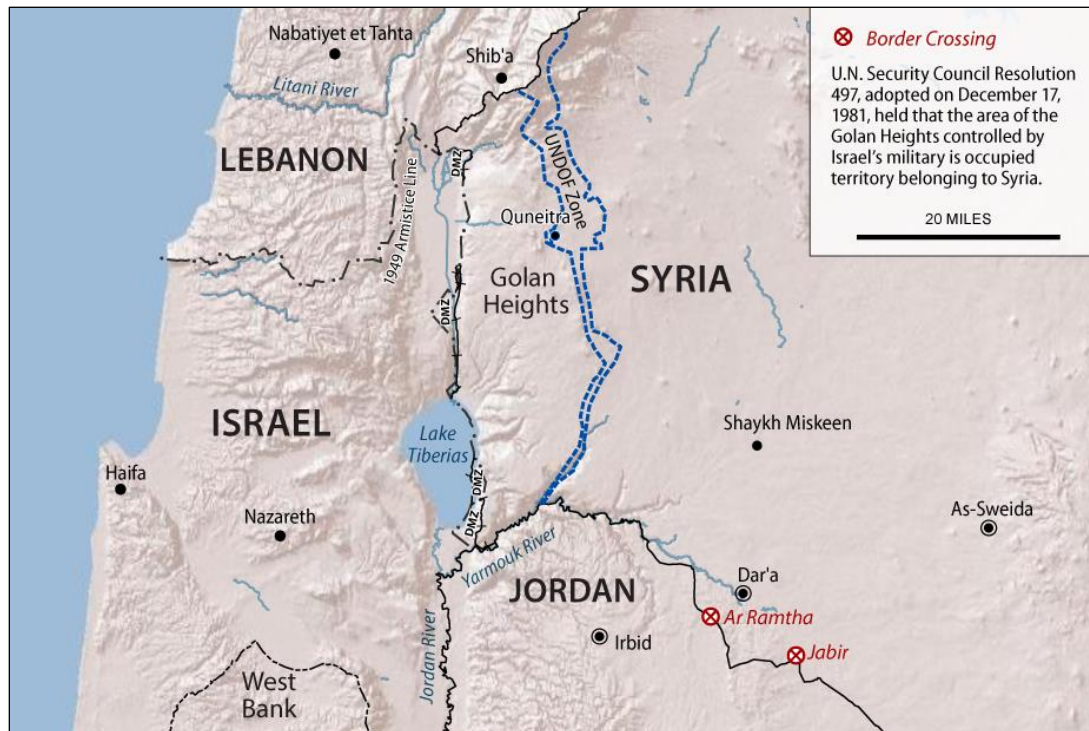 Nabatiyet et Tahta
Shib'a
Litani River
LEBANON
1949 Armistice Line
DMZ
UNDOF Zone
Quneitra
Golan
Heights
SYRIA
DMZ
ISRAEL
Lake
Tiberias
Shaykh Miskeen
Haifa
Nazareth
DMZ
DMZ
As-Sweida
Yarmouk River
JORDAN
Dar'a
Ar Ramtha
Irbid
Jabir
Jordan River
West
Bank
Border Crossing
U.N. Security Council Resolution
497, adopted on December 17,
1981, held that the area of the
Golan Heights controlled by
Israel's military is occupied
territory belonging to Syria.
20 MILES